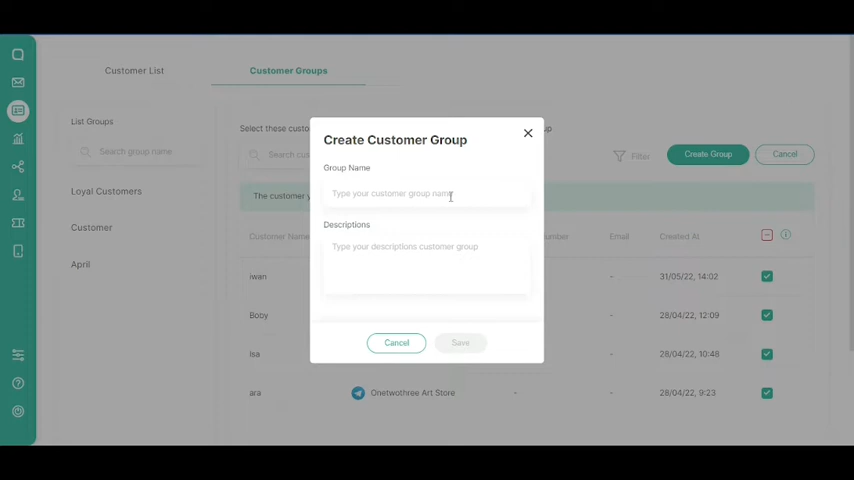 Customer List
Customer Groups
List Groups
Search group name
Loyal Customers
Customer
April
Select these custo
up
Search cus
Filter
Create Group
Cancel
The customer y
Customer Name
Number
Email
Created At
iwan
-
31/05/22, 14:02
Boby
-
28/04/22, 12:09
isa
-
28/04/22, 10:48
ara
Onetwothree Art Store
-
-
28/04/22, 9:23
Create Customer Group
Group Name
Type your customer group name
Descriptions
Type your descriptions customer group
Cancel
Save